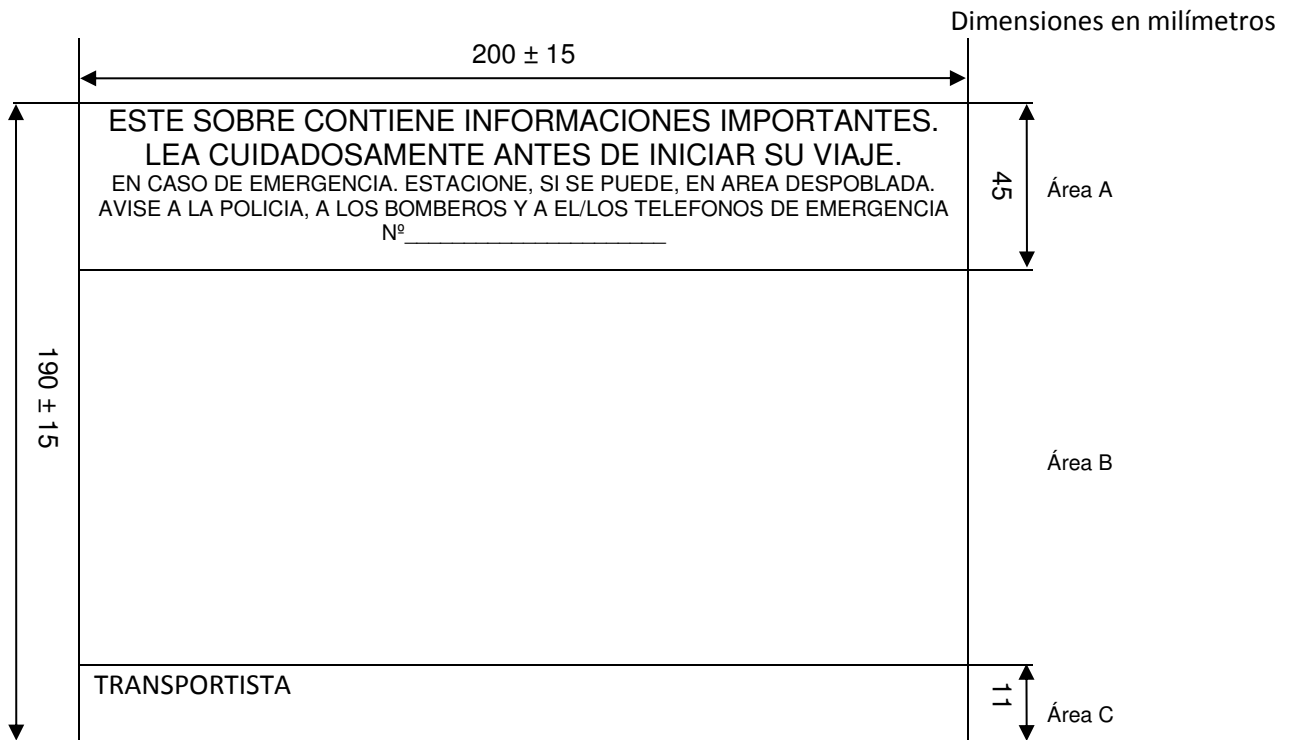 Dimensiones en milímetros
200 ± 15
ESTE SOBRE CONTIENE INFORMACIONES IMPORTANTES.
LEA CUIDADOSAMENTE ANTES DE INICIAR SU VIAJE.
EN CASO DE EMERGENCIA. ESTACIONE, SI SE PUEDE, EN AREA DESPOBLADA.
AVISE A LA POLICIA, A LOS BOMBEROS Y A EL/LOS TELEFONOS DE EMERGENCIA
Nº______________________
45
Área A
190 ± 15
Área B
TRANSPORTISTA
11
Área C